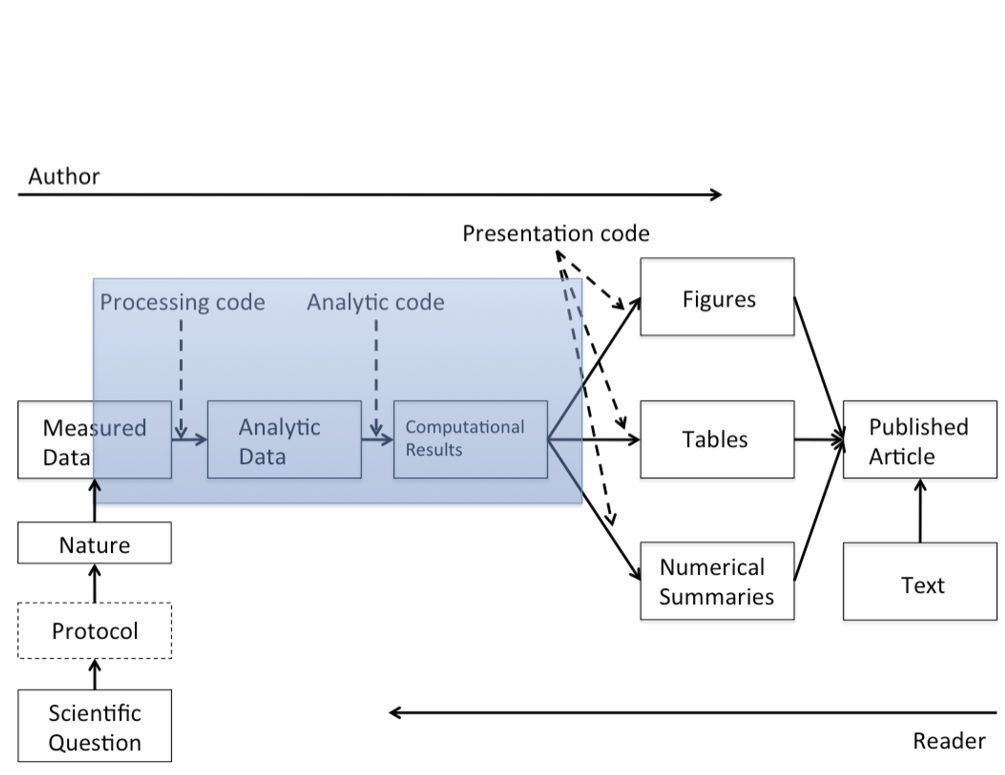 Author
Presentation code
Processing code
Analytic code
Figures
Measured
Data
Analytic
Data
Computational
Results
Tables
Published
Article
Nature
Numerical
Summaries
Text
Protocol
Scientific
Question
Reader